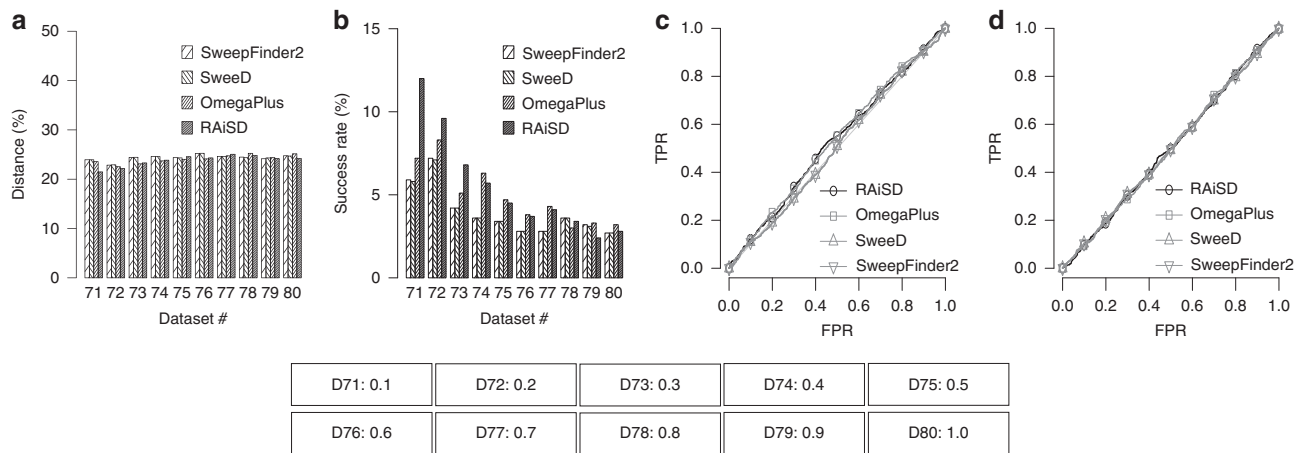 a
50
40
30
20
10
0
Distance (%)
SweepFinder2
SweeD
OmegaPlus
RAiSD
71 72 73 74 75 76 77 78 79 80
Dataset #
b
15
10
5
0
Success rate (%)
SweepFinder2
SweeD
OmegaPlus
RAiSD
71 72 73 74 75 76 77 78 79 80
Dataset #
c
1.0
0.8
0.6
0.4
0.2
0.0
TPR
RAiSD
OmegaPlus
SweeD
SweepFinder2
0.0 0.2 0.4 0.6 0.8 1.0
FPR
d
1.0
0.8
0.6
0.4
0.2
0.0
TPR
RAiSD
OmegaPlus
SweeD
SweepFinder2
0.0 0.2 0.4 0.6 0.8 1.0
FPR
D71: 0.1 D72: 0.2 D73: 0.3 D74: 0.4 D75: 0.5
D76: 0.6 D77: 0.7 D78: 0.8 D79: 0.9 D80: 1.0